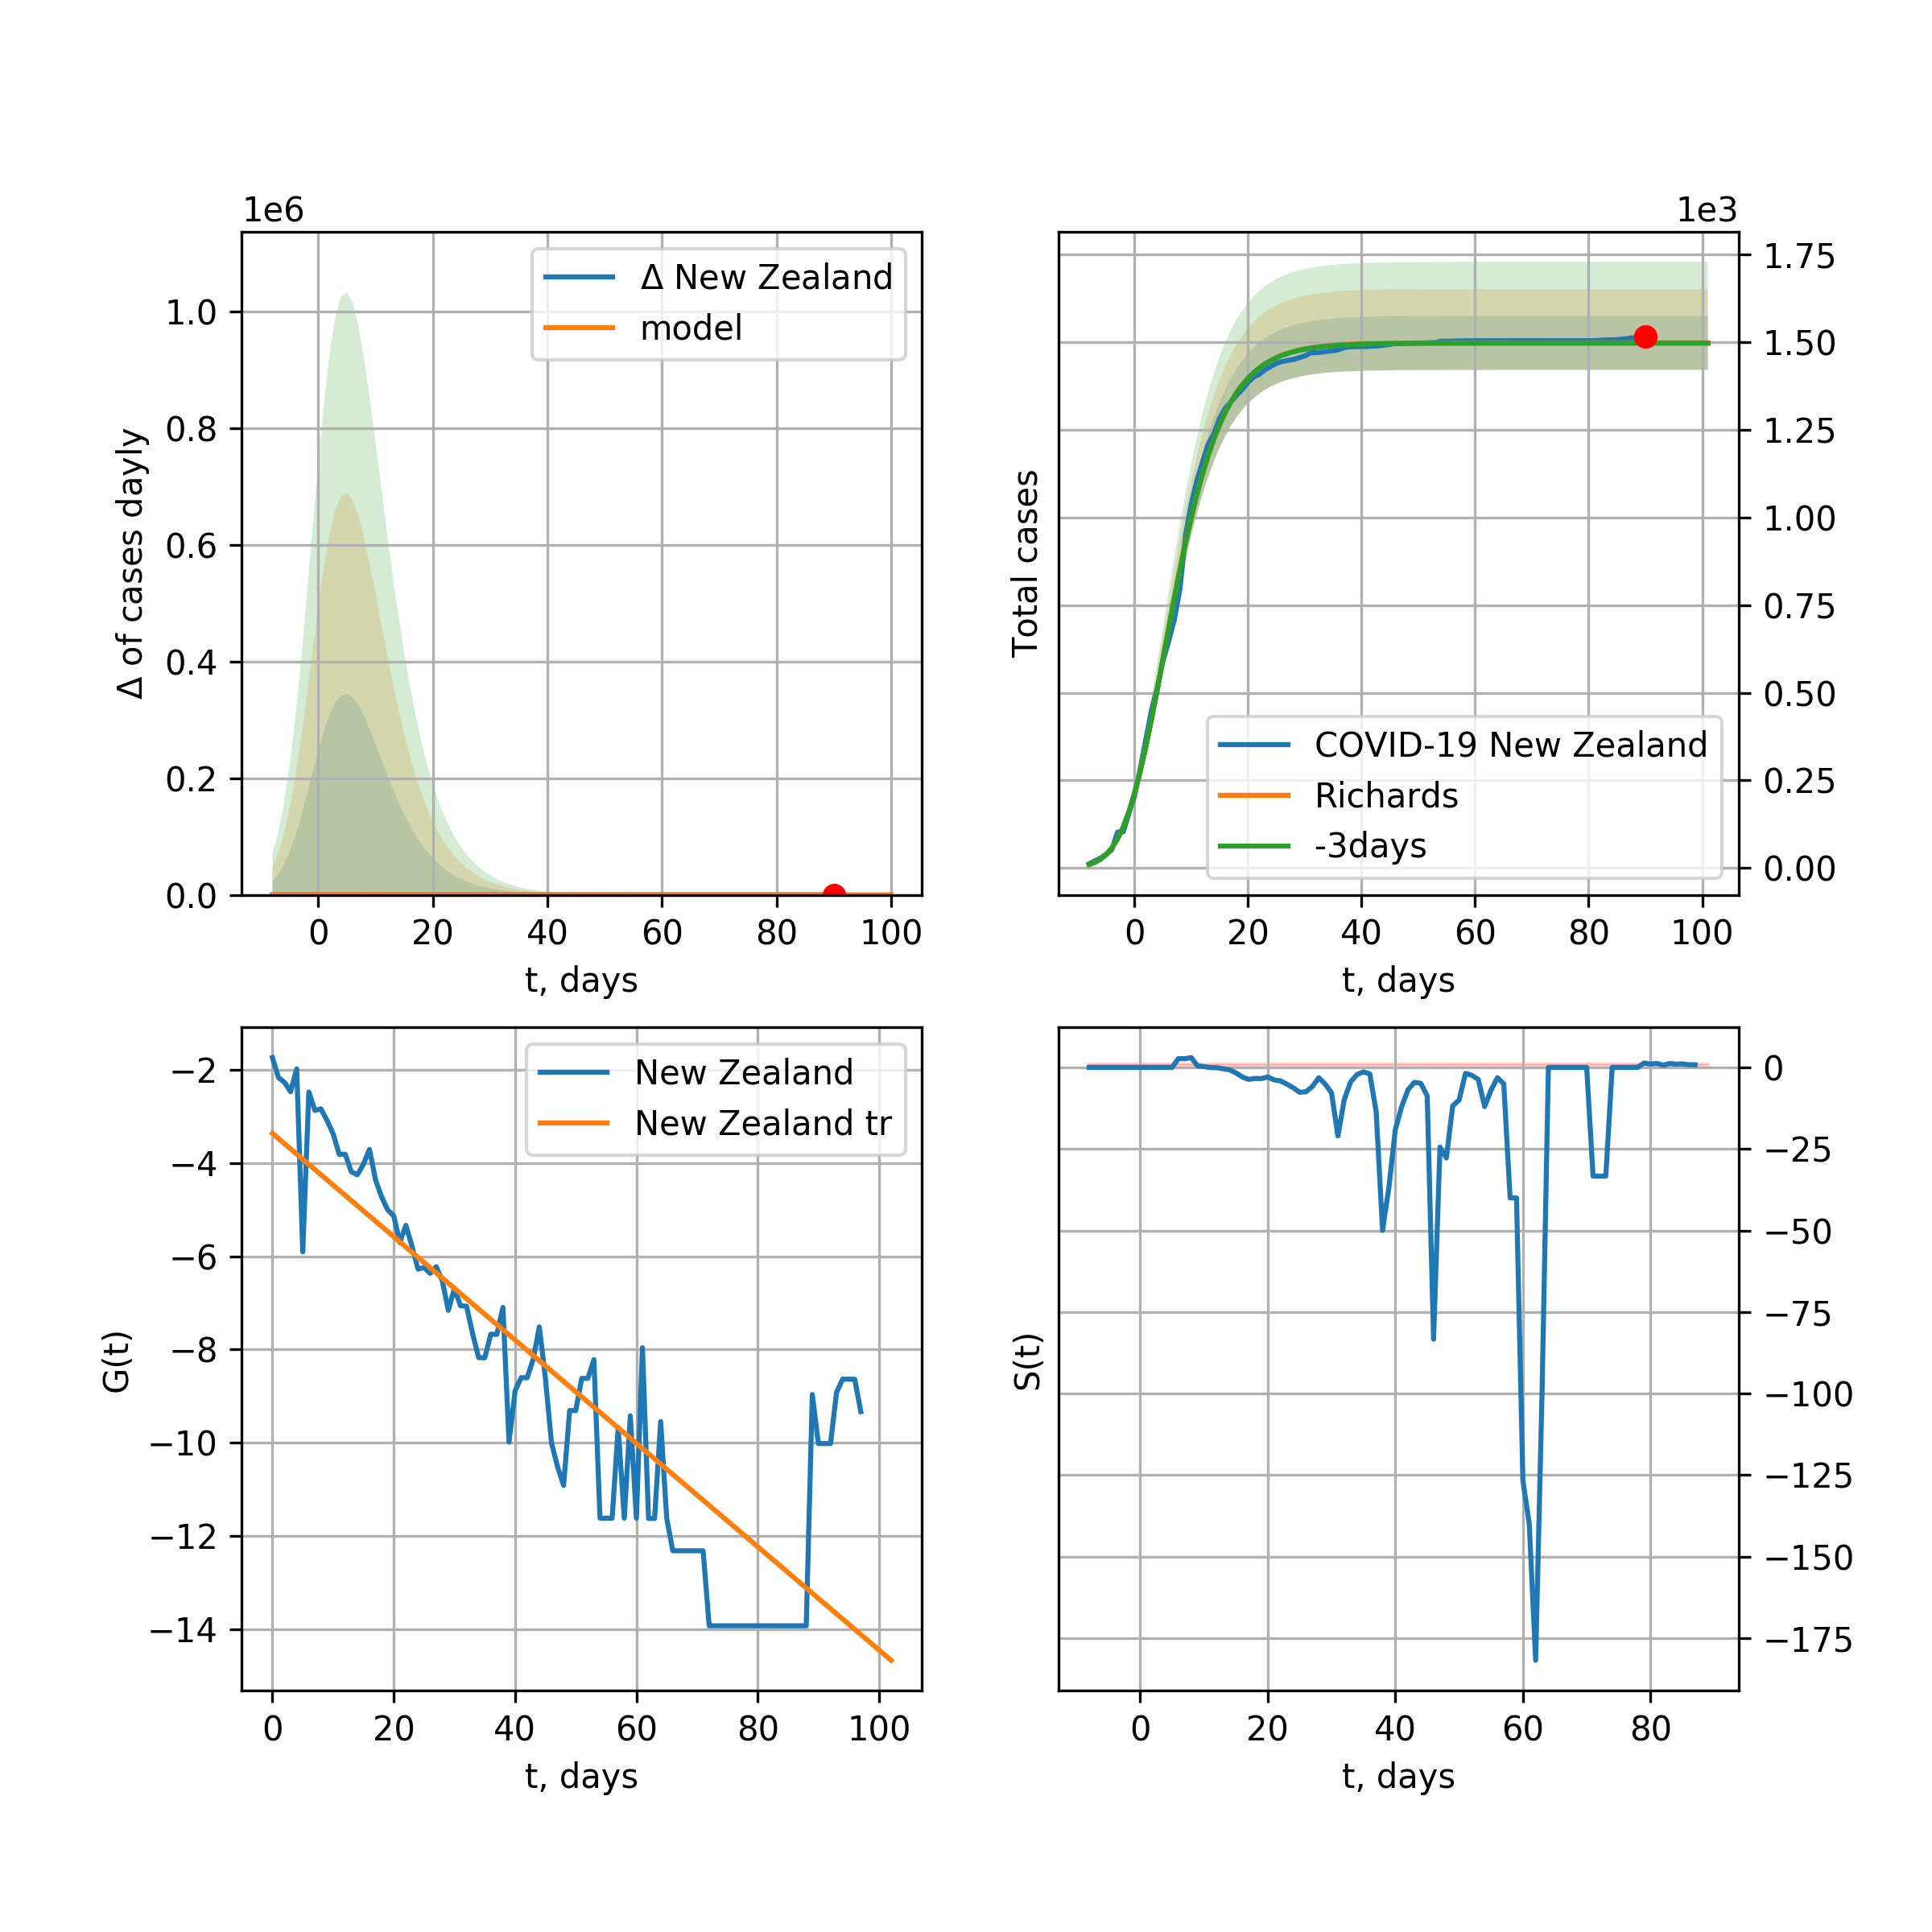 1e6
Δ of cases dayly
1.0
0.8
0.6
0.4
0.2
0.0
Δ New Zealand
model
0 20 40 60 80 100
t, days
1e3
Total cases
1.75
1.50
1.25
1.00
0.75
0.50
0.25
0.00
COVID-19 New Zealand
Richards
-3days
0 20 40 60 80 100
t, days
G(t)
−2
−4
−6
−8
−10
−12
−14
New Zealand
New Zealand tr
0 20 40 60 80 100
t, days
S(t)
0
−25
−50
−75
−100
−125
−150
−175
0 20 40 60 80
t, days